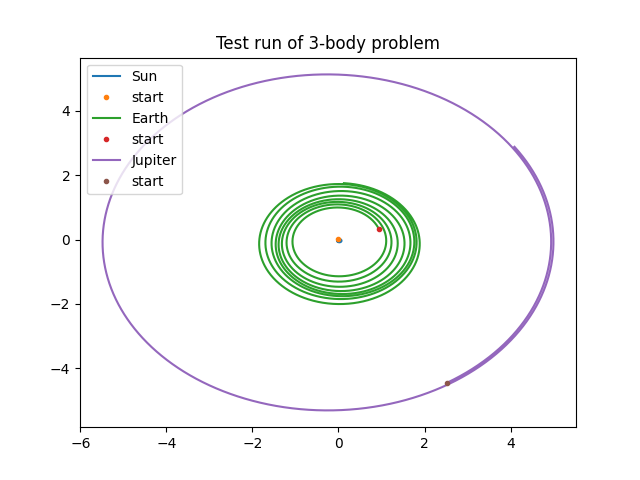 Test run of 3-body problem
Sun
start
Earth
start
Jupiter
start
4
2
0
−2
−4
−6 −4 −2 0 2 4